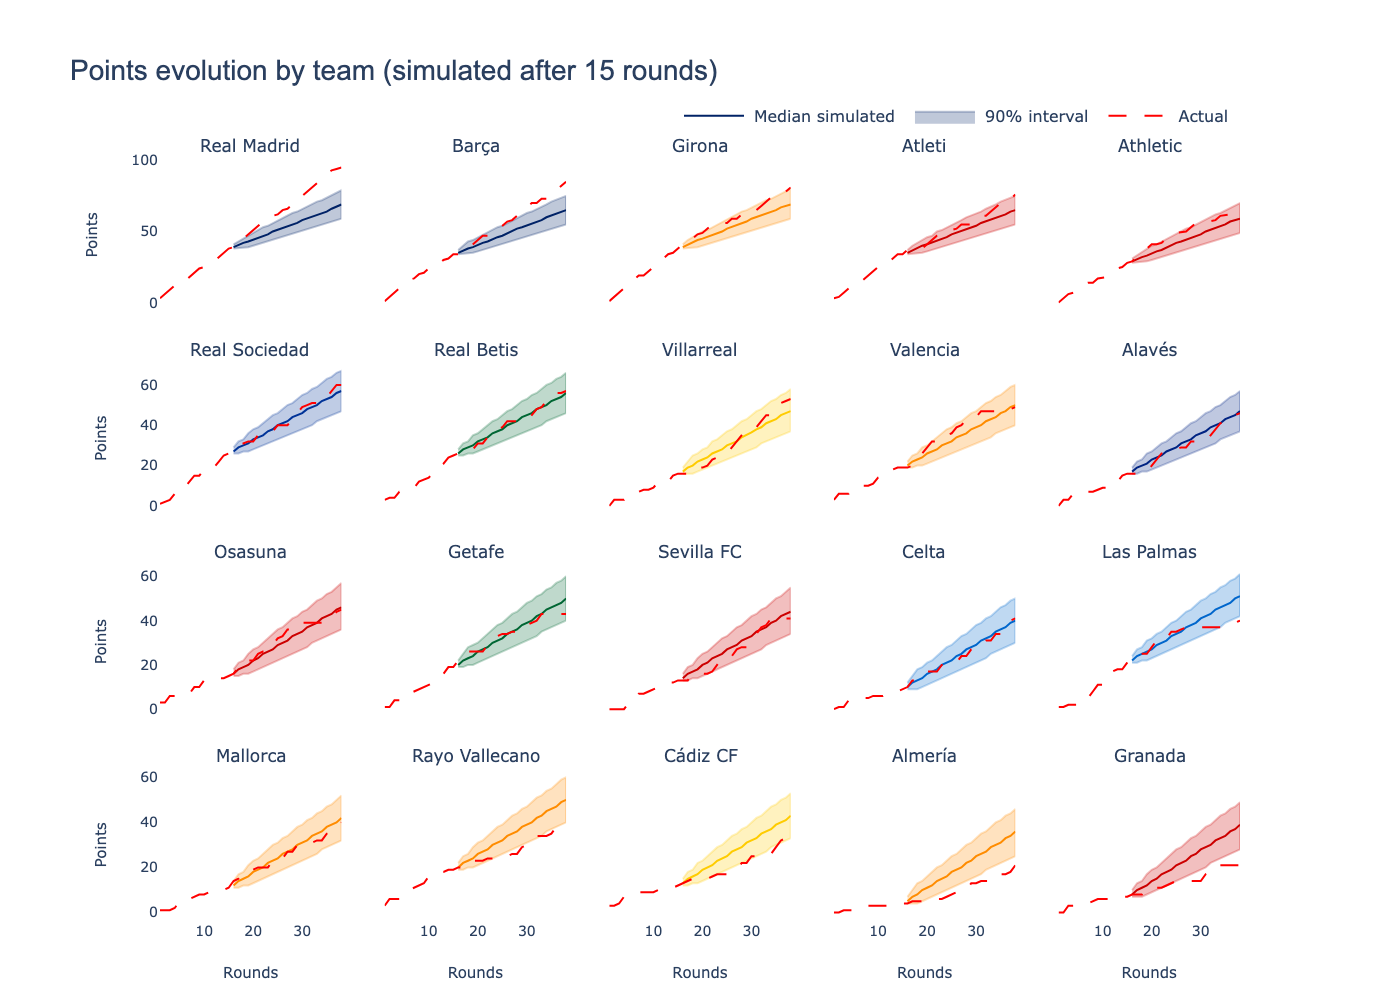 Points evolution by team (simulated after 15 rounds)
Median simulated 90% interval Actual
Real Madrid Barça Girona Atleti Athletic
100
50
0
Points
Real Sociedad Real Betis Villarreal Valencia Alavés
60
40
20
0
Points
Osasuna Getafe Sevilla FC Celta Las Palmas
60
40
20
0
Points
Mallorca Rayo Vallecano Cádiz CF Almería Granada
60
40
20
0
Points
10 20 30 10 20 30 10 20 30 10 20 30 10 20 30
Rounds Rounds Rounds Rounds Rounds